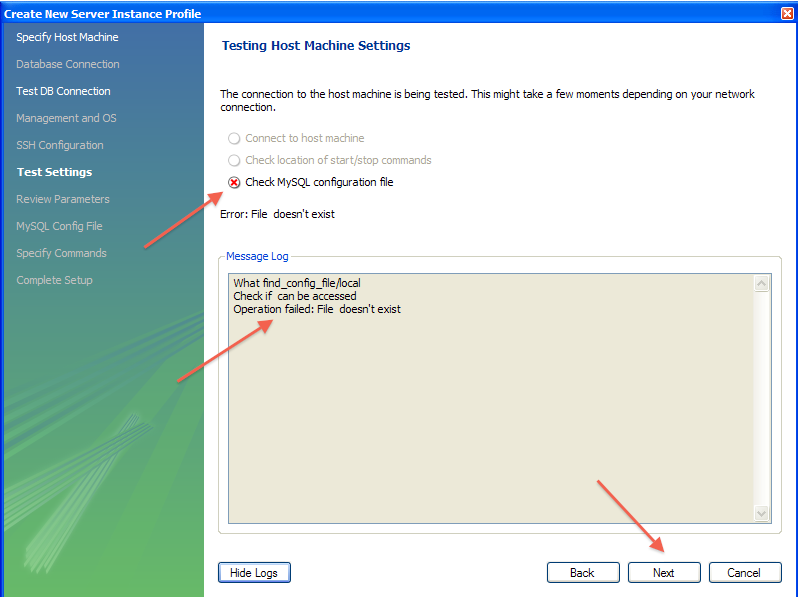 Create New Server Instance Profile
Specify Host Machine
Database Connection
Test DB Connection
Management and OS
SSH Configuration
Test Settings
Review Parameters
MySQL Config File
Specify Commands
Complete Setup
Testing Host Machine Settings
The connection to the host machine is being tested. This might take a few moments depending on your network
connection.
Connect to host machine
Check location of start/stop commands
Check MySQL configuration file
Error: File  doesn't exist
Message Log
What find_config_file/local
Check if  can be accessed
Operation failed: File  doesn't exist
Hide Logs
Back
Next
Cancel